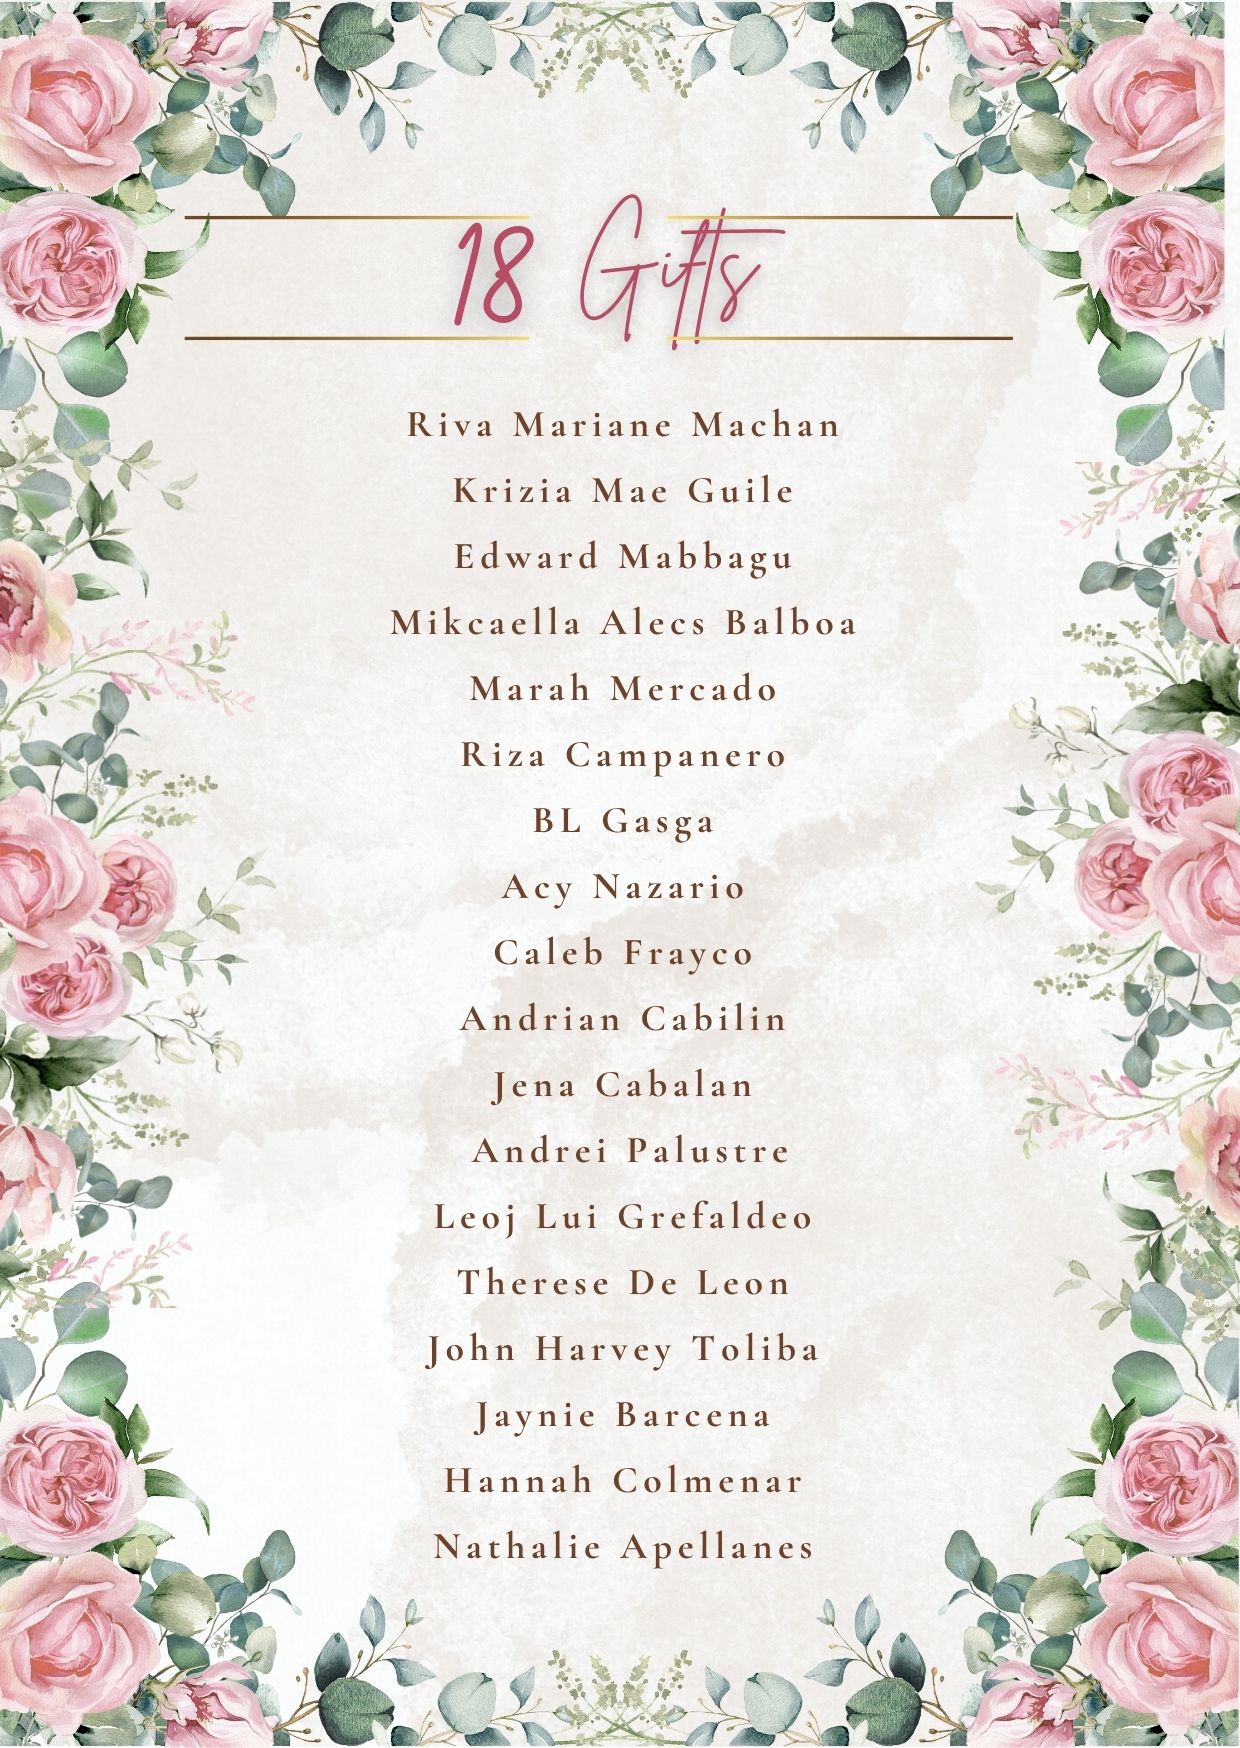 18 Gifts
Riva Mariane Machan
Krizia Mae Guile
Edward Mabbagu
Mikcaella Alecs Balboa
Marah Mercado
Riza Campanero
BL Gasga
Acy Nazario
Caleb Frayco
Andrian Cabilin
Jena Cabalan
Andrei Palustre
Leoj Lui Grefaldeo
Therese De Leon
John Harvey Toliba
Jaynie Barcena
Hannah Colmenar
Nathalie Apellanes